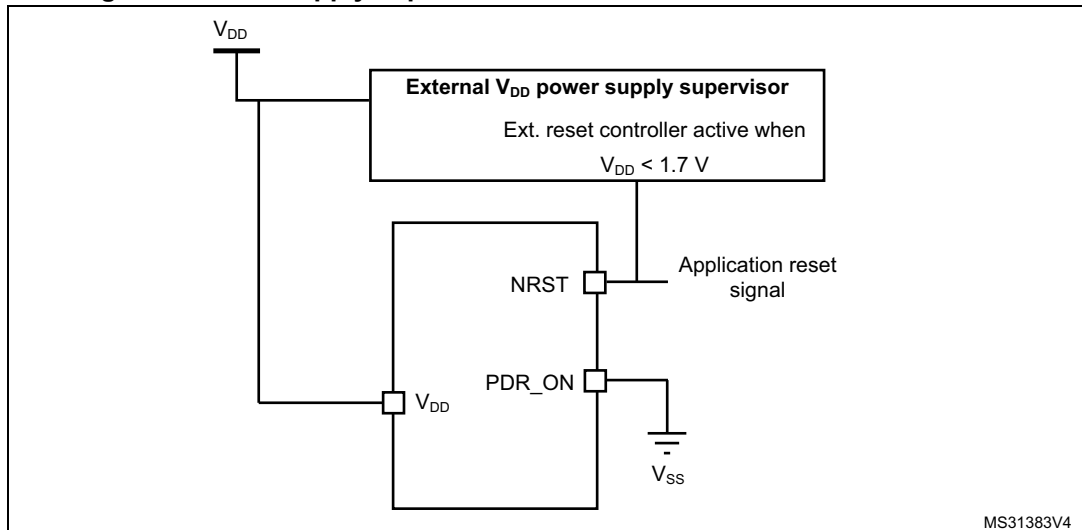 VDD
External VDD power supply supervisor
Ext. reset controller active when
VDD < 1.7 V
NRST
Application reset
signal
PDR_ON
VDD
VSS
MS31383V4